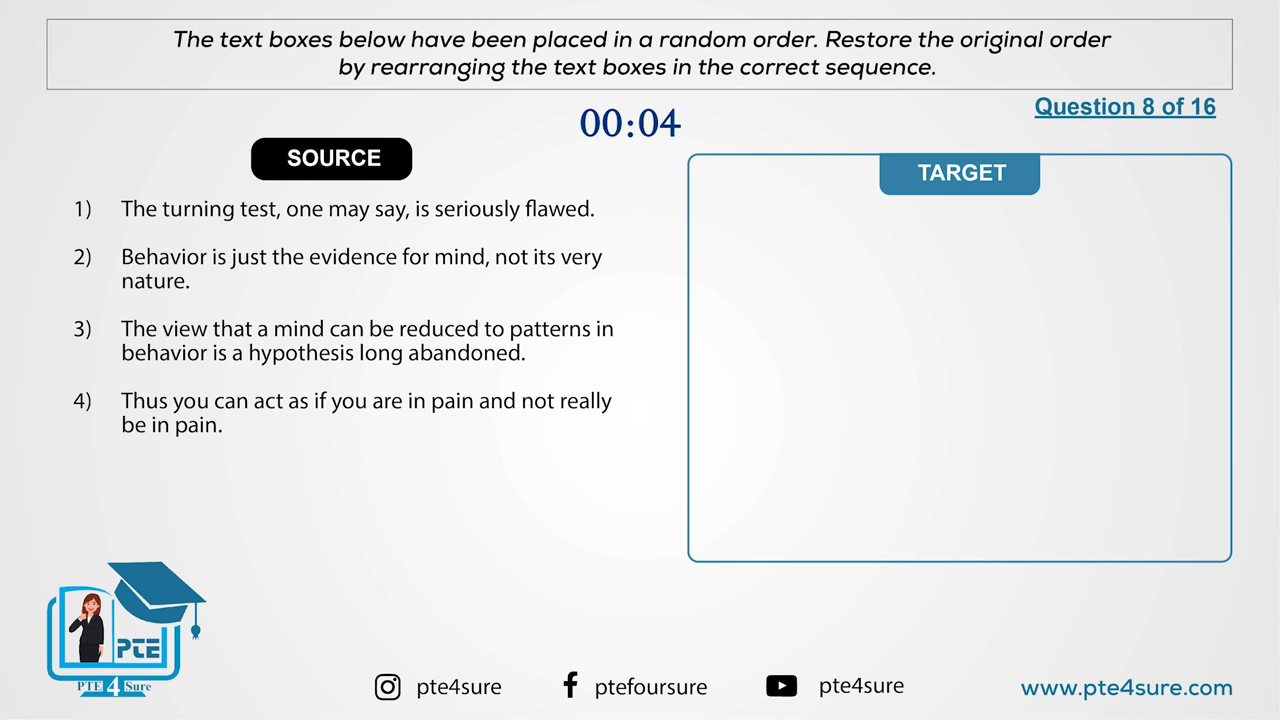 The text boxes below have been placed in a random order. Restore the original order
by rearranging the text boxes in the correct sequence.
Question 8 of 16
00:04
SOURCE
TARGET
1) The turning test, one may say, is seriously flawed.
2) Behavior is just the evidence for mind, not its very
nature.
3) The view that a mind can be reduced to patterns in
behavior is a hypothesis long abandoned.
4) Thus you can act as if you are in pain and not really
be in pain.
PTE
PTE 4 Sure
pte4sure
ptefoursure
pte4sure
www.pte4sure.com